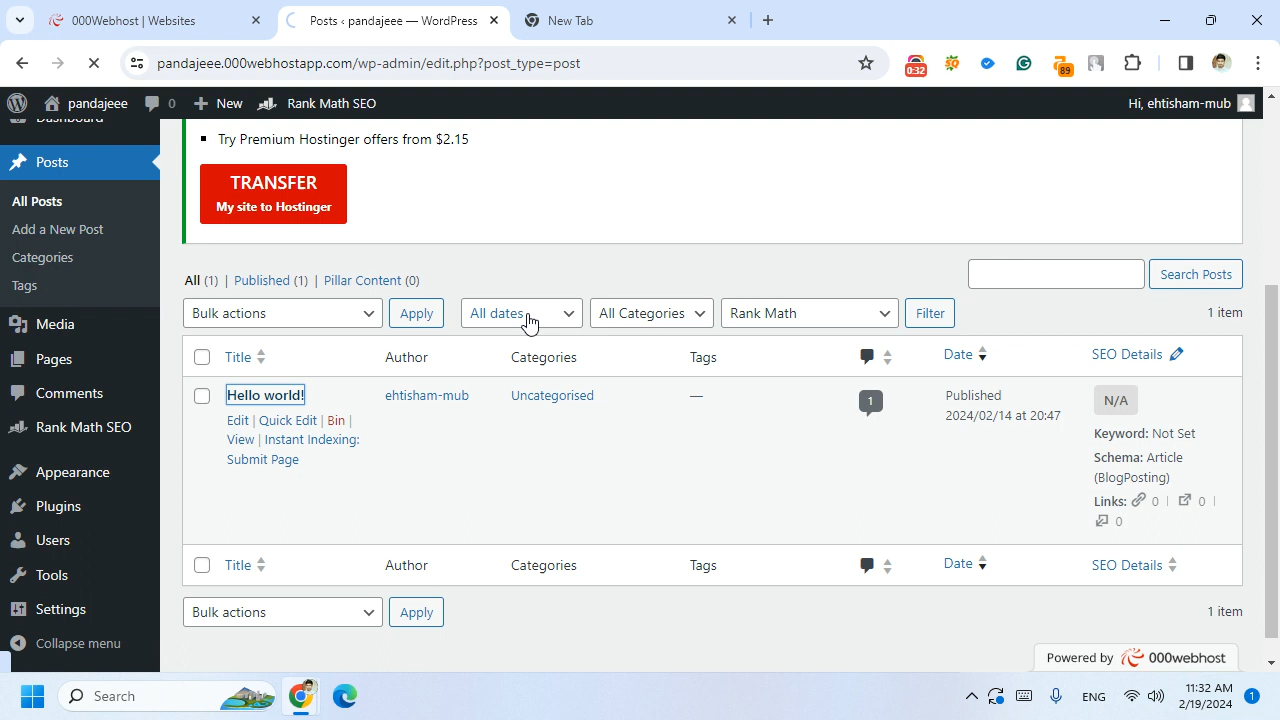 000Webhost | Websites
Posts ‹ pandajeee — WordPress
New Tab
pandajeee.000webhostapp.com/wp-admin/edit.php?post_type=post
0:32
89
pandajeee
0
New
Rank Math SEO
Hi, ehtisham-mub
Dashboard
Posts
All Posts
Add a New Post
Categories
Tags
Media
Pages
Comments
Rank Math SEO
Appearance
Plugins
Users
Tools
Settings
Collapse menu
Try Premium Hostinger offers from $2.15
TRANSFER
My site to Hostinger
All (1) | Published (1) | Pillar Content (0)
Search Posts
Bulk actions
Apply
All dates
All Categories
Rank Math
Filter
1 item
Title
Author
Categories
Tags
Date
SEO Details
Hello world!
ehtisham-mub
Uncategorised
—
1
Published
2024/02/14 at 20:47
N/A
Edit | Quick Edit | Bin |
View | Instant Indexing:
Submit Page
Keyword: Not Set
Schema: Article
(BlogPosting)
Links: 0 | 0 |
0
Title
Author
Categories
Tags
Date
SEO Details
Bulk actions
Apply
1 item
Powered by 000webhost
Search
ENG
11:32 AM
2/19/2024
1